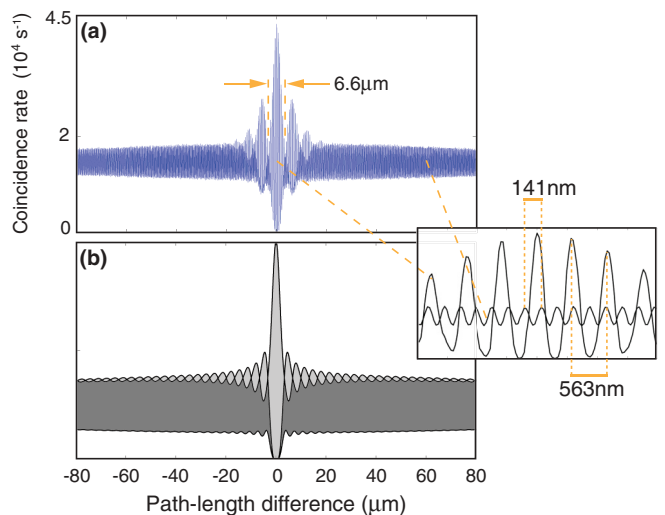 4.5
(a)
6.6μm
2
0
Coincidence rate (10⁴ s⁻¹)
141nm
563nm
(b)
-80 -60 -40 -20 0 20 40 60 80
Path-length difference (μm)